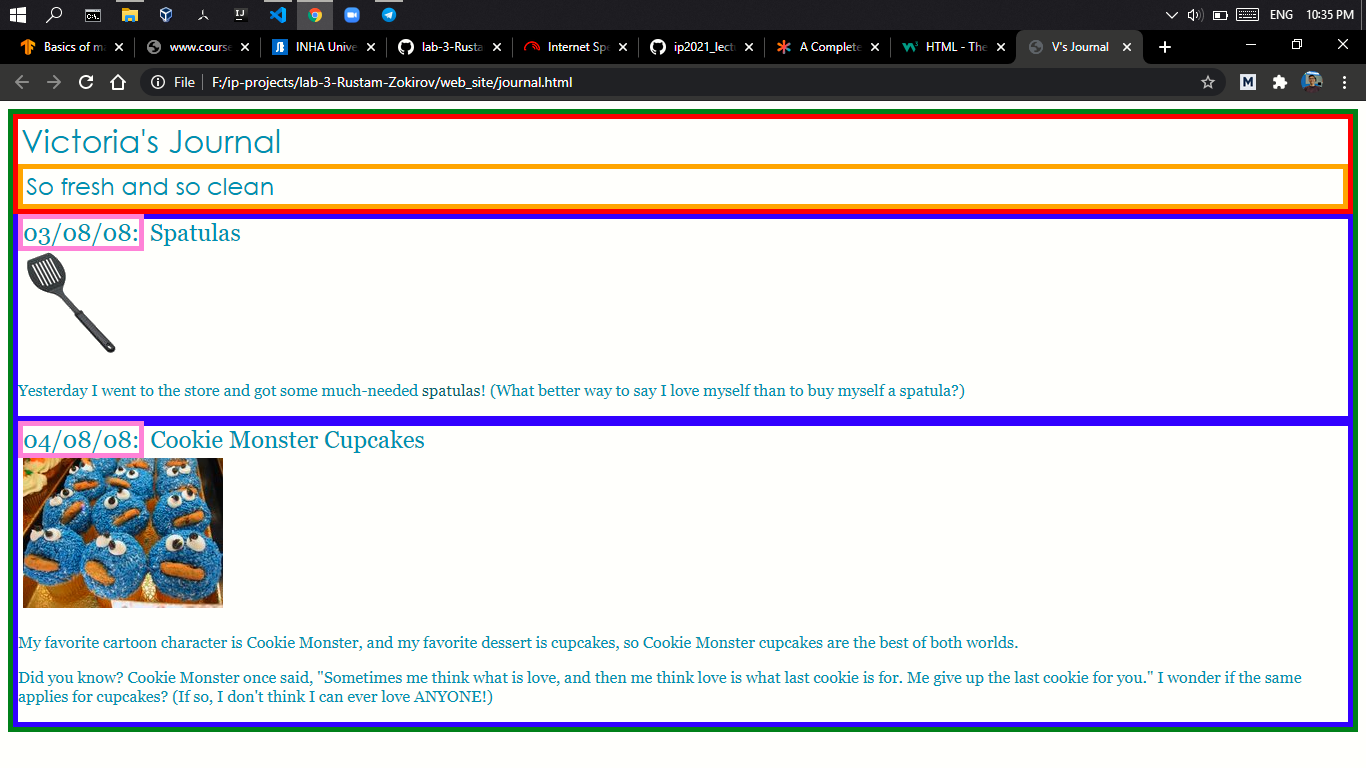 ENG 10:35 PM
Basics of m
www.course
INHA Unive
lab-3-Rusta
Internet Spe
ip2021_lect
A Complete
HTML - The
V's Journal
File F:/ip-projects/lab-3-Rustam-Zokirov/web_site/journal.html
M
Victoria's Journal
So fresh and so clean
03/08/08: Spatulas
Yesterday I went to the store and got some much-needed spatulas! (What better way to say I love myself than to buy myself a spatula?)
04/08/08: Cookie Monster Cupcakes
My favorite cartoon character is Cookie Monster, and my favorite dessert is cupcakes, so Cookie Monster cupcakes are the best of both worlds.
Did you know? Cookie Monster once said, "Sometimes me think what is love, and then me think love is what last cookie is for. Me give up the last cookie for you." I wonder if the same
applies for cupcakes? (If so, I don't think I can ever love ANYONE!)